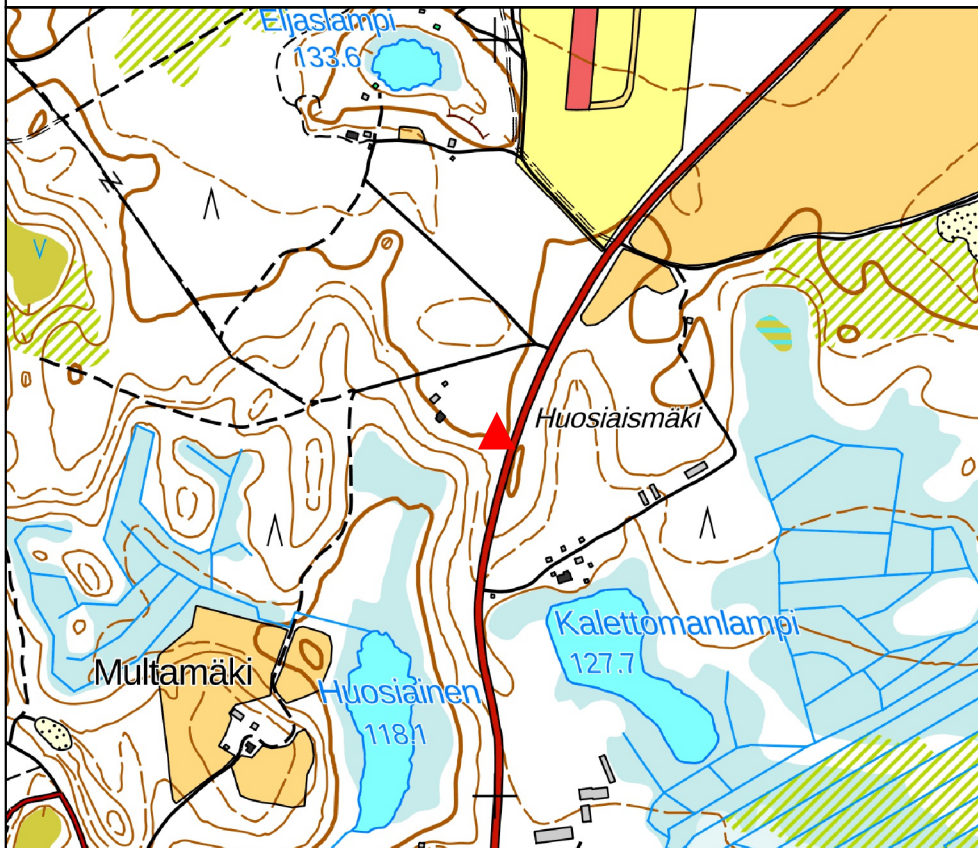 Eljaslampi
133.6
Huosiaismäki
Kalettomanlampi
127.7
Multamäki
Huosiainen
118.1